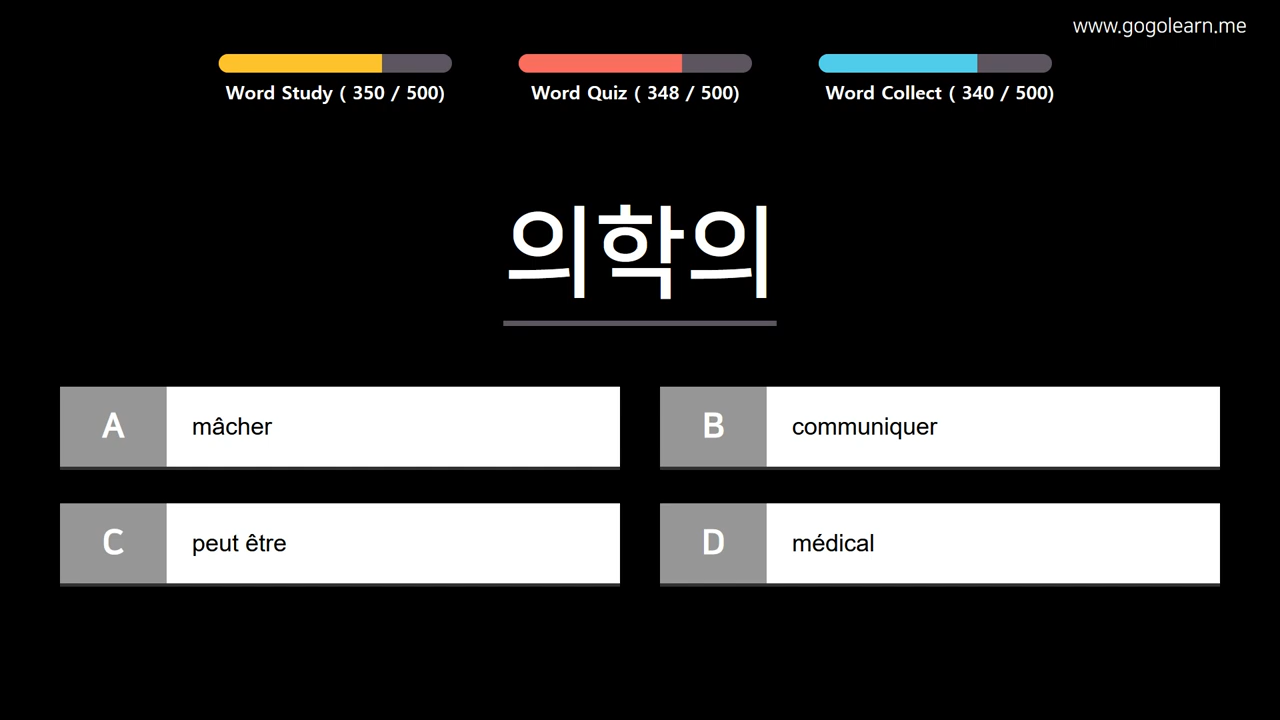 www.gogolearn.me
Word Study ( 350 / 500)
Word Quiz ( 348 / 500)
Word Collect ( 340 / 500)
의학의
A mâcher
B communiquer
C peut être
D médical